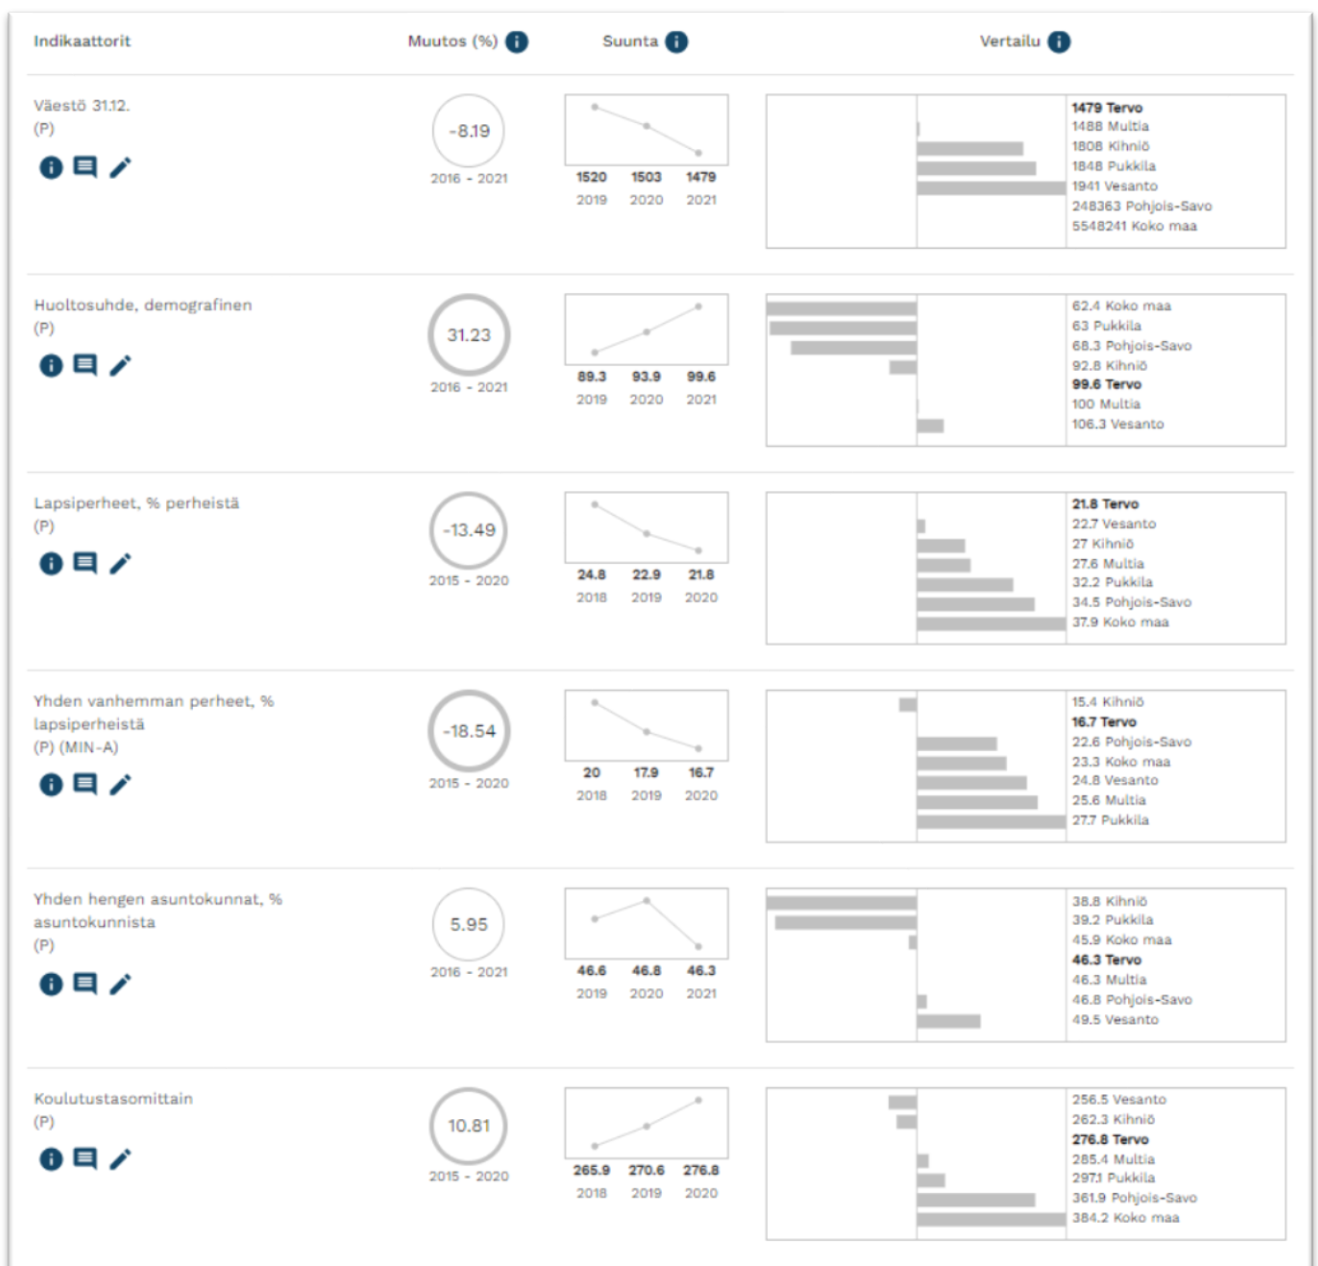 Indikaattorit Muutos (%) i Suunta i Vertailu i
Väestö 31.12.
(P)
-8.19
2016 - 2021
1520 1503 1479
2019 2020 2021
1479 Tervo
1488 Multia
1808 Kihniö
1848 Pukkila
1941 Vesanto
248363 Pohjois-Savo
5548241 Koko maa
Huoltosuhde, demografinen
(P)
31.23
2016 - 2021
89.3 93.9 99.6
2019 2020 2021
62.4 Koko maa
63 Pukkila
68.3 Pohjois-Savo
92.8 Kihniö
99.6 Tervo
100 Multia
106.3 Vesanto
Lapsiperheet, % perheistä
(P)
-13.49
2015 - 2020
24.8 22.9 21.8
2018 2019 2020
21.8 Tervo
22.7 Vesanto
27 Kihniö
27.6 Multia
32.2 Pukkila
34.5 Pohjois-Savo
37.9 Koko maa
Yhden vanhemman perheet, %
lapsiperheistä
(P) (MIN-A)
-18.54
2015 - 2020
20 17.9 16.7
2018 2019 2020
15.4 Kihniö
16.7 Tervo
22.6 Pohjois-Savo
23.3 Koko maa
24.8 Vesanto
25.6 Multia
27.7 Pukkila
Yhden hengen asuntokunnat, %
asuntokunnista
(P)
5.95
2016 - 2021
46.6 46.8 46.3
2019 2020 2021
38.8 Kihniö
39.2 Pukkila
45.9 Koko maa
46.3 Tervo
46.3 Multia
46.8 Pohjois-Savo
49.5 Vesanto
Koulutustasomittain
(P)
10.81
2015 - 2020
265.9 270.6 276.8
2018 2019 2020
256.5 Vesanto
262.3 Kihniö
276.8 Tervo
285.4 Multia
297.1 Pukkila
361.9 Pohjois-Savo
384.2 Koko maa